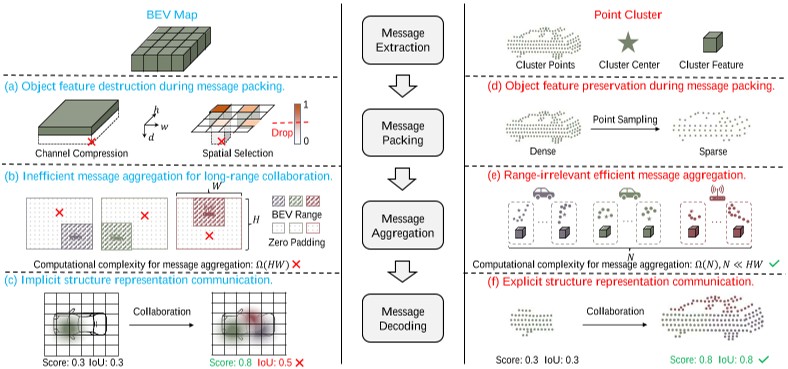 BEV Map
(a) Object feature destruction during message packing.
h
w
d
1
Drop
0
Channel Compression
Spatial Selection
(b) Inefficient message aggregation for long-range collaboration.
W
H
BEV Range
Zero Padding
Computational complexity for message aggregation: Ω(HW)
(c) Implicit structure representation communication.
Collaboration
Score: 0.3 IoU: 0.3
Score: 0.8 IoU: 0.5
Message
Extraction
Message
Packing
Message
Aggregation
Message
Decoding
Point Cluster
Cluster Points
Cluster Center
Cluster Feature
(d) Object feature preservation during message packing.
Point Sampling
Dense
Sparse
(e) Range-irrelevant efficient message aggregation.
N
Computational complexity for message aggregation: Ω(N), N ≪ HW
(f) Explicit structure representation communication.
Collaboration
Score: 0.3 IoU: 0.3
Score: 0.8 IoU: 0.8